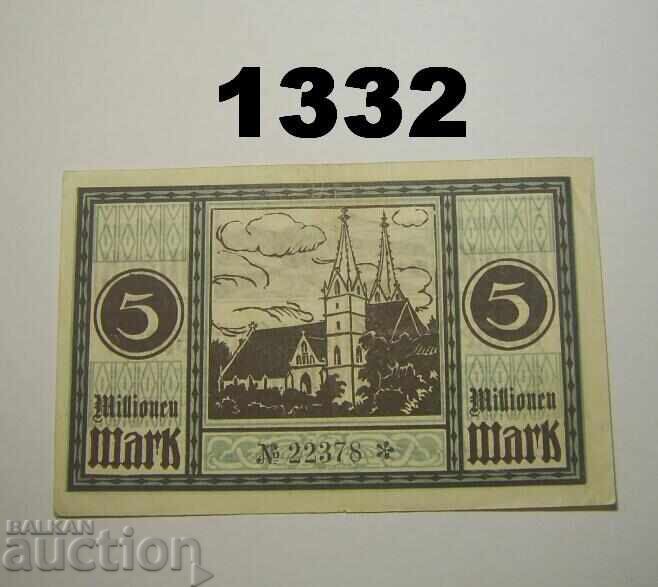 1332
5
5
Millionen
Mark
Millionen
Mark
№ 22378 *
BALKAN
auction